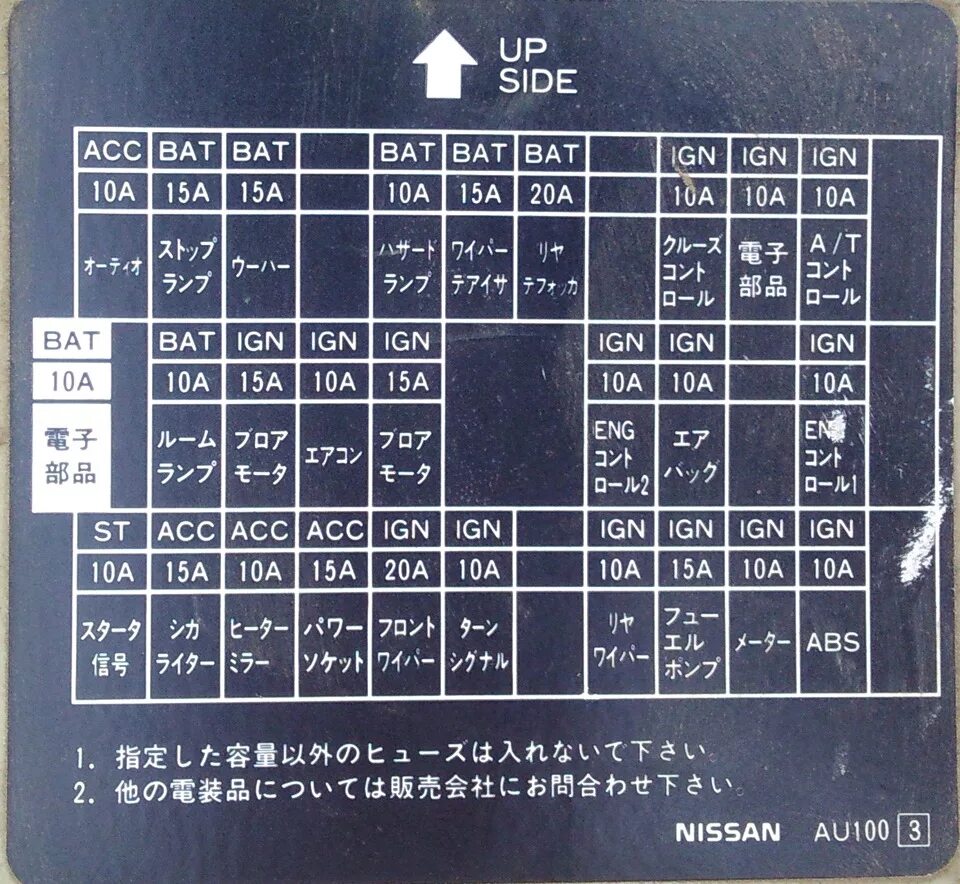 UP
SIDE
ACC BAT BAT BAT BAT BAT IGN IGN IGN
10A 15A 15A 10A 15A 20A 10A 10A 10A
オーティオ
ストップ
ランプ
ウーハー
ハザード
ランプ
ワイパー
テアイサ
リヤ
テフォッカ
クルーズ
コント
ロール
電子
部品
A/T
コント
ロール
BAT BAT IGN IGN IGN IGN IGN IGN
10A 10A 15A 10A 15A 10A 10A 10A
電子
部品
ルーム
ランプ
ブロア
モータ
エアコン
ブロア
モータ
ENG
コント
ロール2
エア
バッグ
ENG
コント
ロール1
ST ACC ACC ACC IGN IGN IGN IGN IGN IGN
10A 15A 10A 15A 20A 10A 10A 15A 10A 10A
スタータ
信号
シカ
ライター
ヒーター
ミラー
パワー
ソケット
フロント
ワイパー
ターン
シグナル
リヤ
ワイパー
フュー
エル
ポンプ
メーター
ABS
1. 指定した容量以外のヒューズは入れないで下さい。
2. 他の電装品については販売会社にお問合わせ下さい。
NISSAN AU100 3